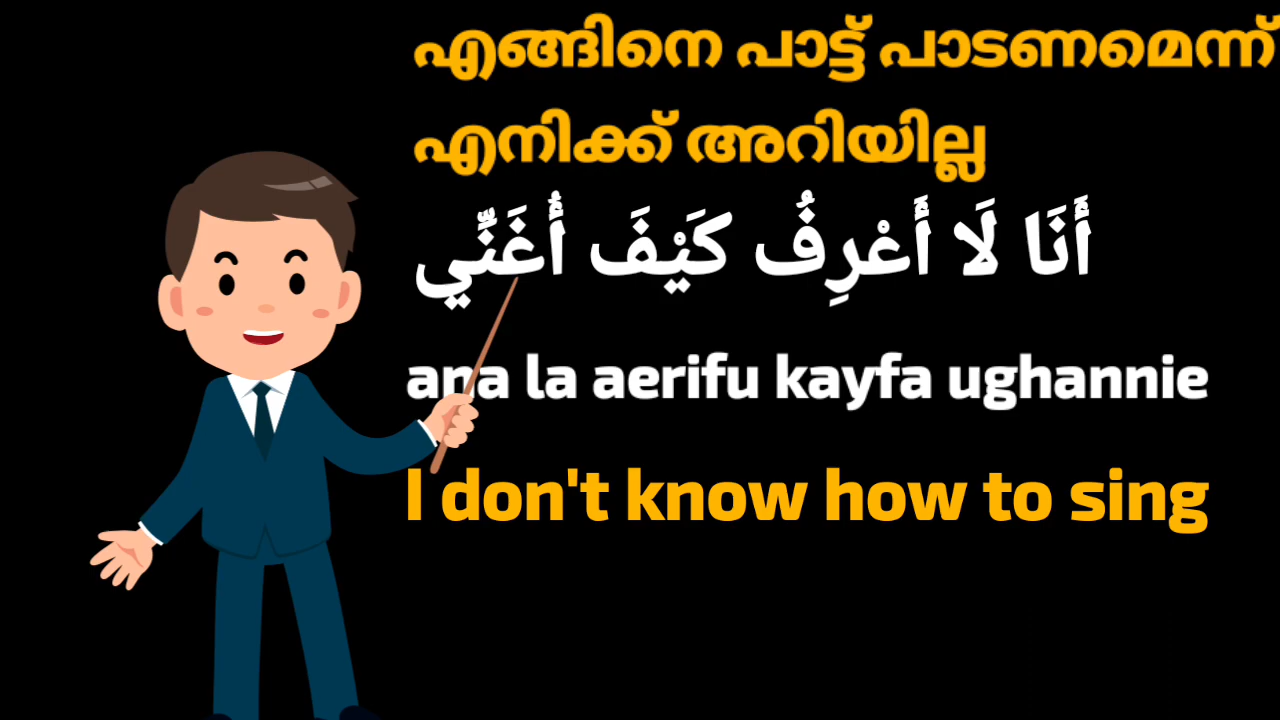 എങ്ങിനെ പാട്ട് പാടണമെന്ന്
എനിക്ക് അറിയില്ല
أَنَا لَا أَعْرِفُ كَيْفَ أُغَنِّي
ana la aerifu kayfa ughannie
I don't know how to sing